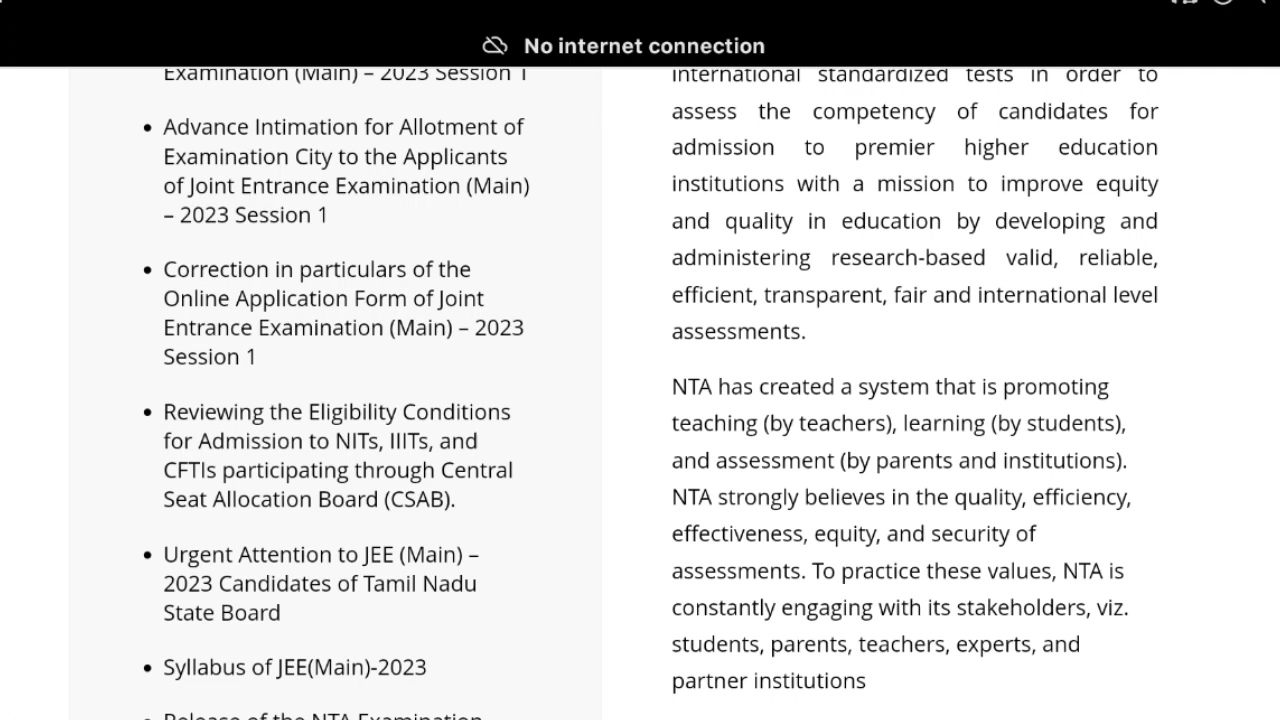 No internet connection
Examination (Main) – 2023 Session 1
• Advance Intimation for Allotment of
Examination City to the Applicants
of Joint Entrance Examination (Main)
– 2023 Session 1
• Correction in particulars of the
Online Application Form of Joint
Entrance Examination (Main) – 2023
Session 1
• Reviewing the Eligibility Conditions
for Admission to NITs, IIITs, and
CFTIs participating through Central
Seat Allocation Board (CSAB).
• Urgent Attention to JEE (Main) –
2023 Candidates of Tamil Nadu
State Board
• Syllabus of JEE(Main)-2023
• Release of the NTA Examination
international standardized tests in order to
assess the competency of candidates for
admission to premier higher education
institutions with a mission to improve equity
and quality in education by developing and
administering research-based valid, reliable,
efficient, transparent, fair and international level
assessments.
NTA has created a system that is promoting
teaching (by teachers), learning (by students),
and assessment (by parents and institutions).
NTA strongly believes in the quality, efficiency,
effectiveness, equity, and security of
assessments. To practice these values, NTA is
constantly engaging with its stakeholders, viz.
students, parents, teachers, experts, and
partner institutions